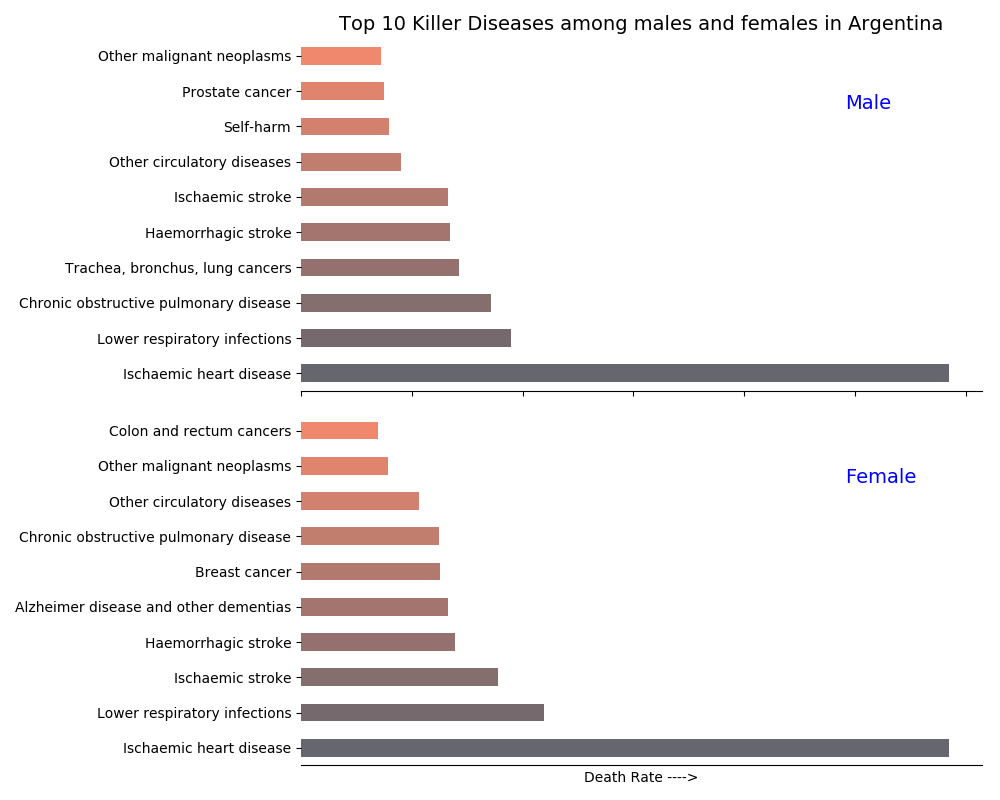 Top 10 Killer Diseases among males and females in Argentina
Other malignant neoplasms
Prostate cancer
Male
Self-harm
Other circulatory diseases
Ischaemic stroke
Haemorrhagic stroke
Trachea, bronchus, lung cancers
Chronic obstructive pulmonary disease
Lower respiratory infections
Ischaemic heart disease
Colon and rectum cancers
Other malignant neoplasms
Female
Other circulatory diseases
Chronic obstructive pulmonary disease
Breast cancer
Alzheimer disease and other dementias
Haemorrhagic stroke
Ischaemic stroke
Lower respiratory infections
Ischaemic heart disease
Death Rate ---->